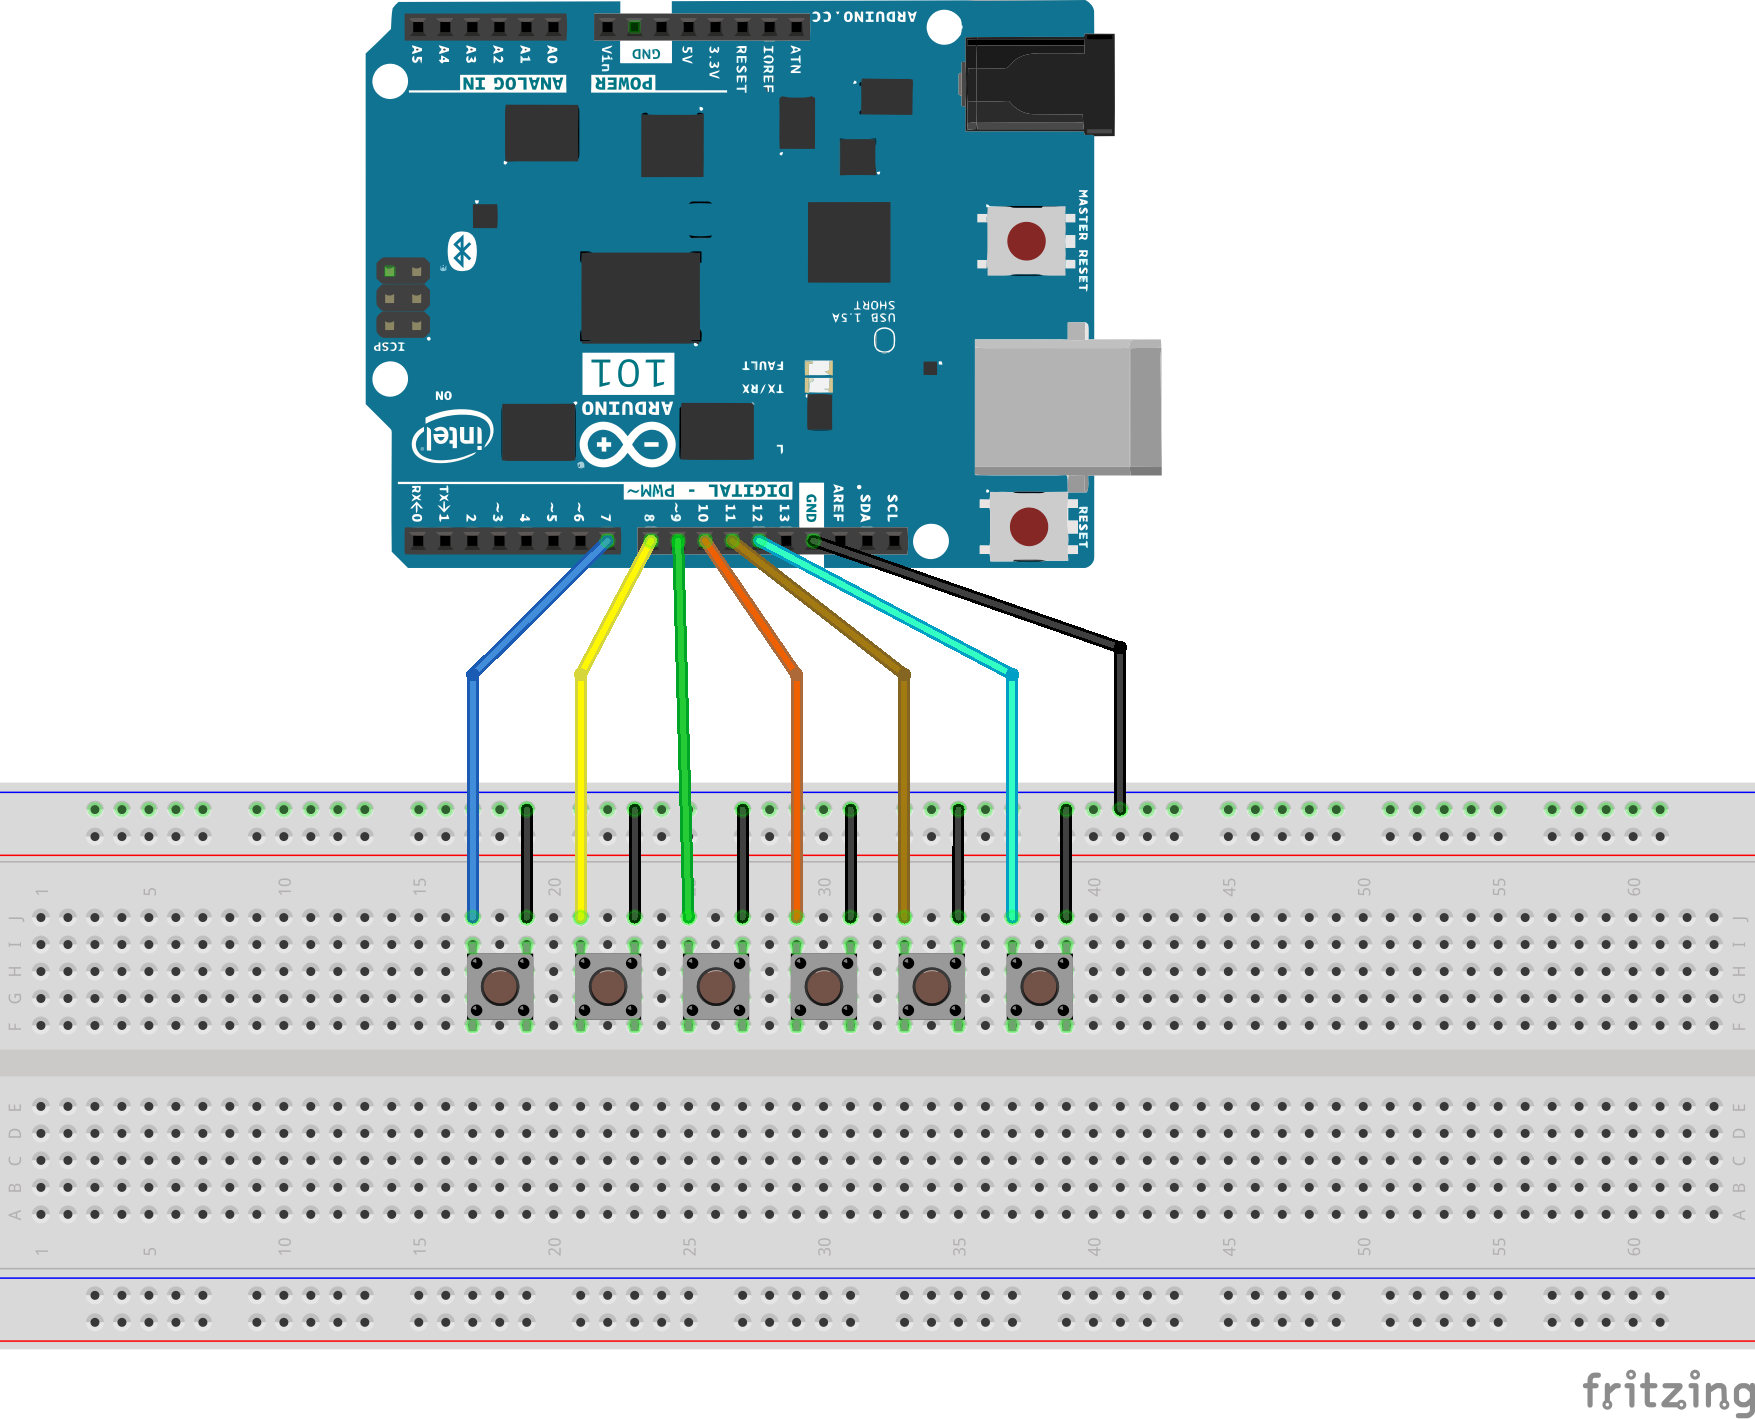 ARDUINO.CC
A5 A4 A3 A2 A1 A0 Vin GND 5V 3.3V RESET IOREF ATN
ANALOG IN POWER
MASTER RESET
USB 1.5A
SHORT
ICSP
101
FAULT
TX/RX
ON
ARDUINO
intel
L
DIGITAL - PWM~
RX←0 TX→1 2 ~3 4 ~5 ~6 7 8 ~9 10 11 12 13 GND AREF SDA SCL
RESET
1 5 10 15 20 30 40 45 50 55 60
J J
I I
H H
G G
F F
E E
D D
C C
B B
A A
1 5 10 15 20 25 30 35 40 45 50 55 60
fritzing